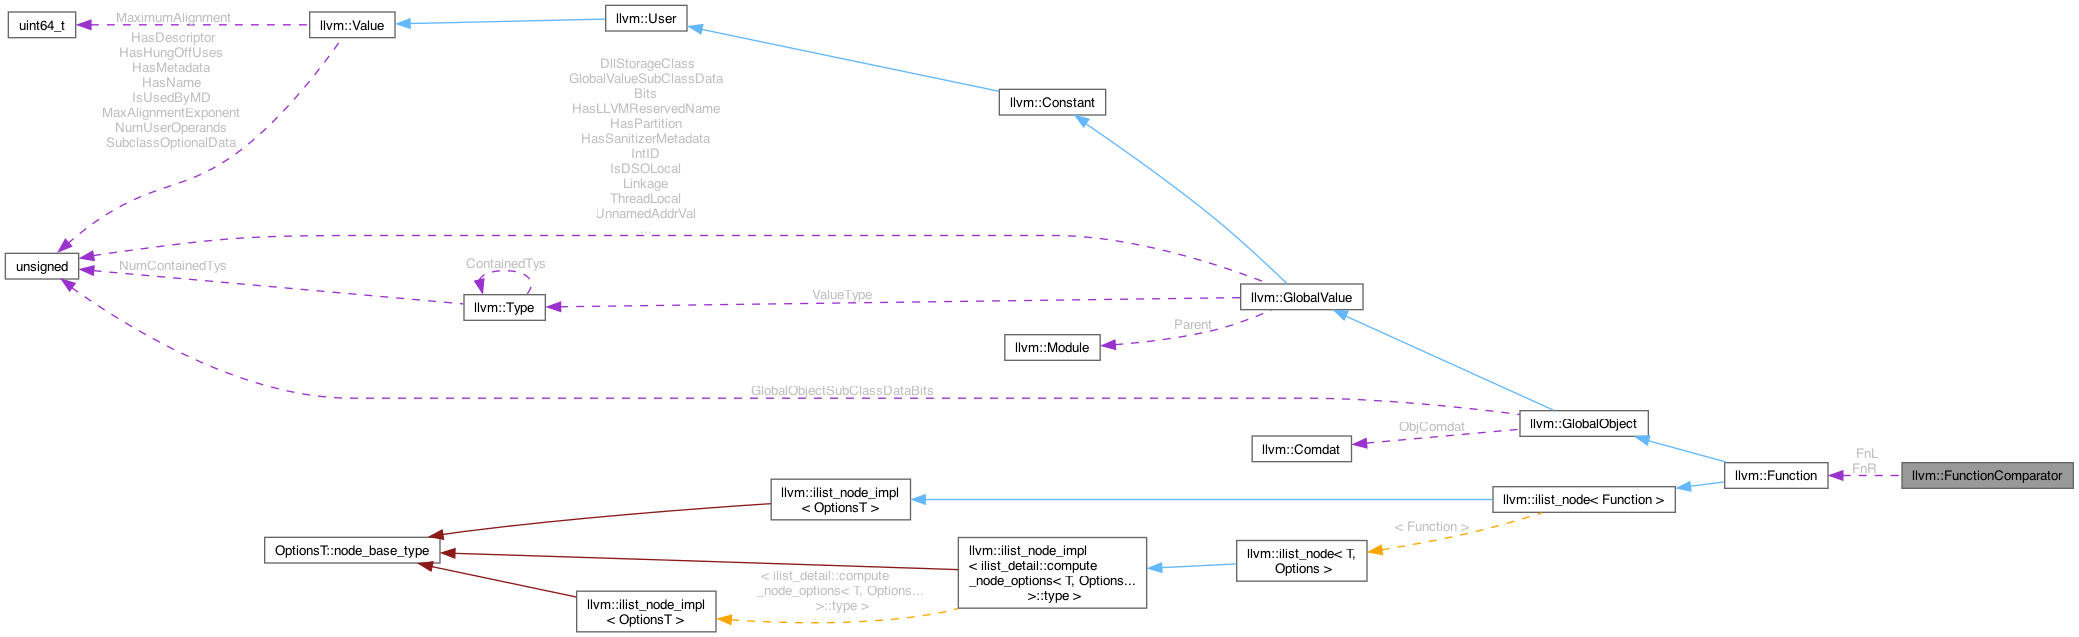 uint64_t
MaximumAlignment
llvm::Value
llvm::User
HasDescriptor
HasHungOffUses
HasMetadata
HasName
IsUsedByMD
MaxAlignmentExponent
NumUserOperands
SubclassOptionalData
DllStorageClass
GlobalValueSubClassData
Bits
HasLLVMReservedName
HasPartition
HasSanitizerMetadata
IntID
IsDSOLocal
Linkage
ThreadLocal
UnnamedAddrVal
...
llvm::Constant
unsigned
NumContainedTys
ContainedTys
llvm::Type
ValueType
llvm::GlobalValue
Parent
llvm::Module
GlobalObjectSubClassDataBits
llvm::GlobalObject
ObjComdat
llvm::Comdat
llvm::Function
FnL
FnR
llvm::FunctionComparator
llvm::ilist_node_impl
< OptionsT >
llvm::ilist_node< Function >
< Function >
OptionsT::node_base_type
llvm::ilist_node_impl
< ilist_detail::compute
_node_options< T, Options...
>::type >
llvm::ilist_node< T,
Options >
< ilist_detail::compute
_node_options< T, Options...
>::type >
llvm::ilist_node_impl
< OptionsT >